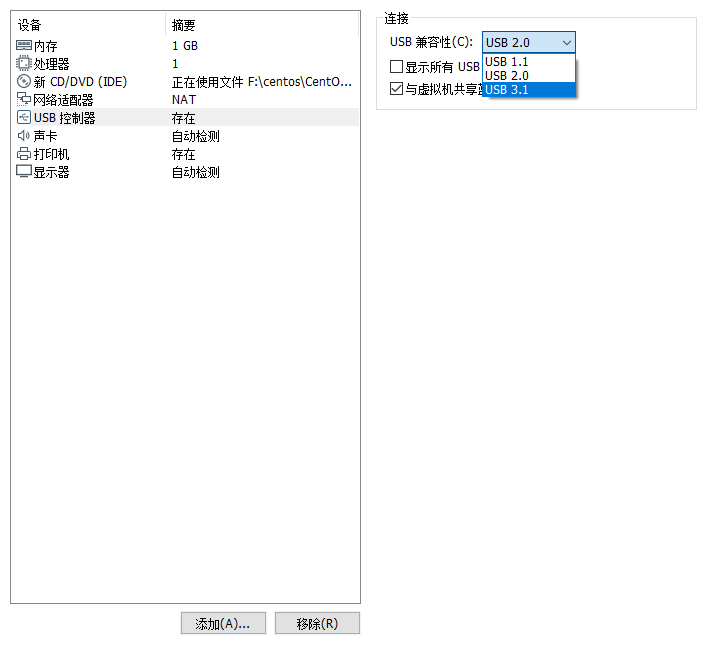 设备 摘要
内存 1 GB
处理器 1
新 CD/DVD (IDE) 正在使用文件 F:\centos\CentO...
网络适配器 NAT
USB 控制器 存在
声卡 自动检测
打印机 存在
显示器 自动检测
添加(A)... 移除(R)
连接
USB 兼容性(C): USB 2.0
USB 1.1
USB 2.0
USB 3.1
显示所有 USB
与虚拟机共享